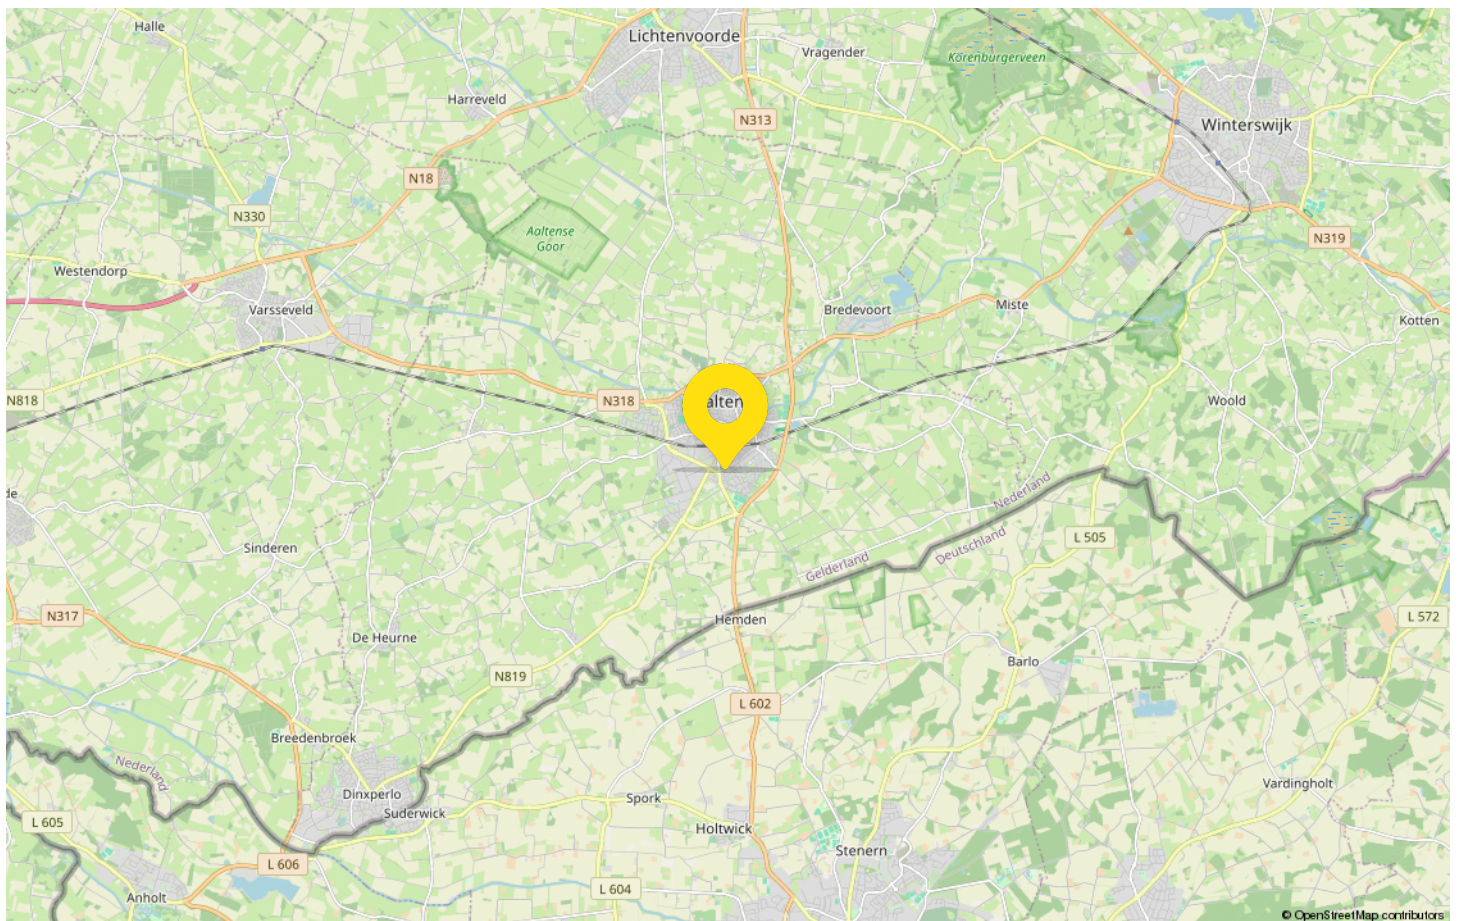 Halle
Lichtenvoorde
Vragender
Korenburgerveen
Harreveld
N313
Winterswijk
N18
N330
Aaltense
Goor
N319
Westendorp
Varsseveld
Bredevoort
Miste
Kotten
N818
N318
alten
Woold
de
Nederland
Sinderen
Gelderland
Deutschland
L 505
N317
Hemden
L 572
De Heurne
Barlo
N819
L 602
Breedenbroek
Nederland
Dinxperlo
Suderwick
Spork
Vardingholt
L 605
Holtwick
Stenern
L 606
L 604
Anholt
© OpenStreetMap contributors